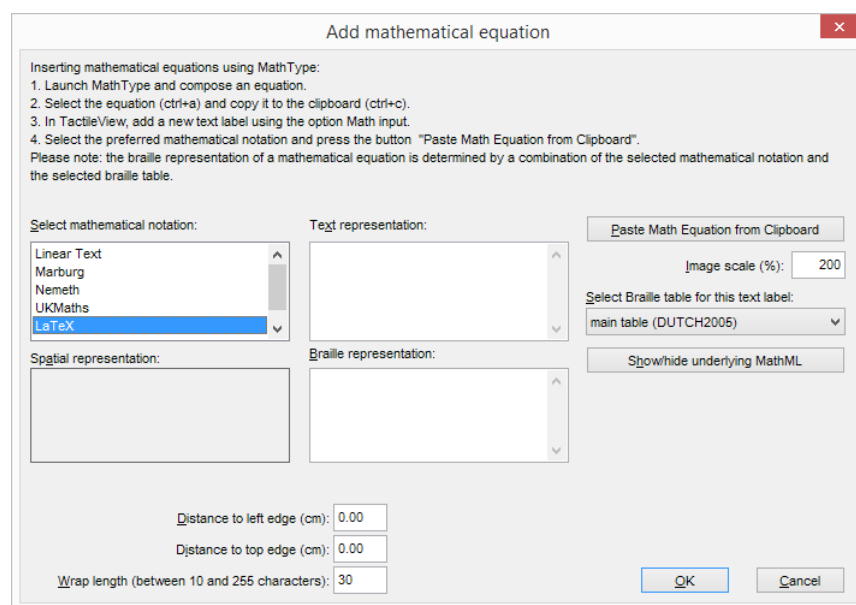 Add mathematical equation
Inserting mathematical equations using MathType:
1. Launch MathType and compose an equation.
2. Select the equation (ctrl+a) and copy it to the clipboard (ctrl+c).
3. In TactileView, add a new text label using the option Math input.
4. Select the preferred mathematical notation and press the button  "Paste Math Equation from Clipboard".
Please note: the braille representation of a mathematical equation is determined by a combination of the selected mathematical notation and
the selected braille table.
Select mathematical notation:
Linear Text
Marburg
Nemeth
UKMaths
LaTeX
Text representation:
Paste Math Equation from Clipboard
Image scale (%): 200
Select Braille table for this text label:
main table (DUTCH2005)
Spatial representation:
Braille representation:
Show/hide underlying MathML
Distance to left edge (cm): 0.00
Distance to top edge (cm): 0.00
Wrap length (between 10 and 255 characters): 30
OK
Cancel